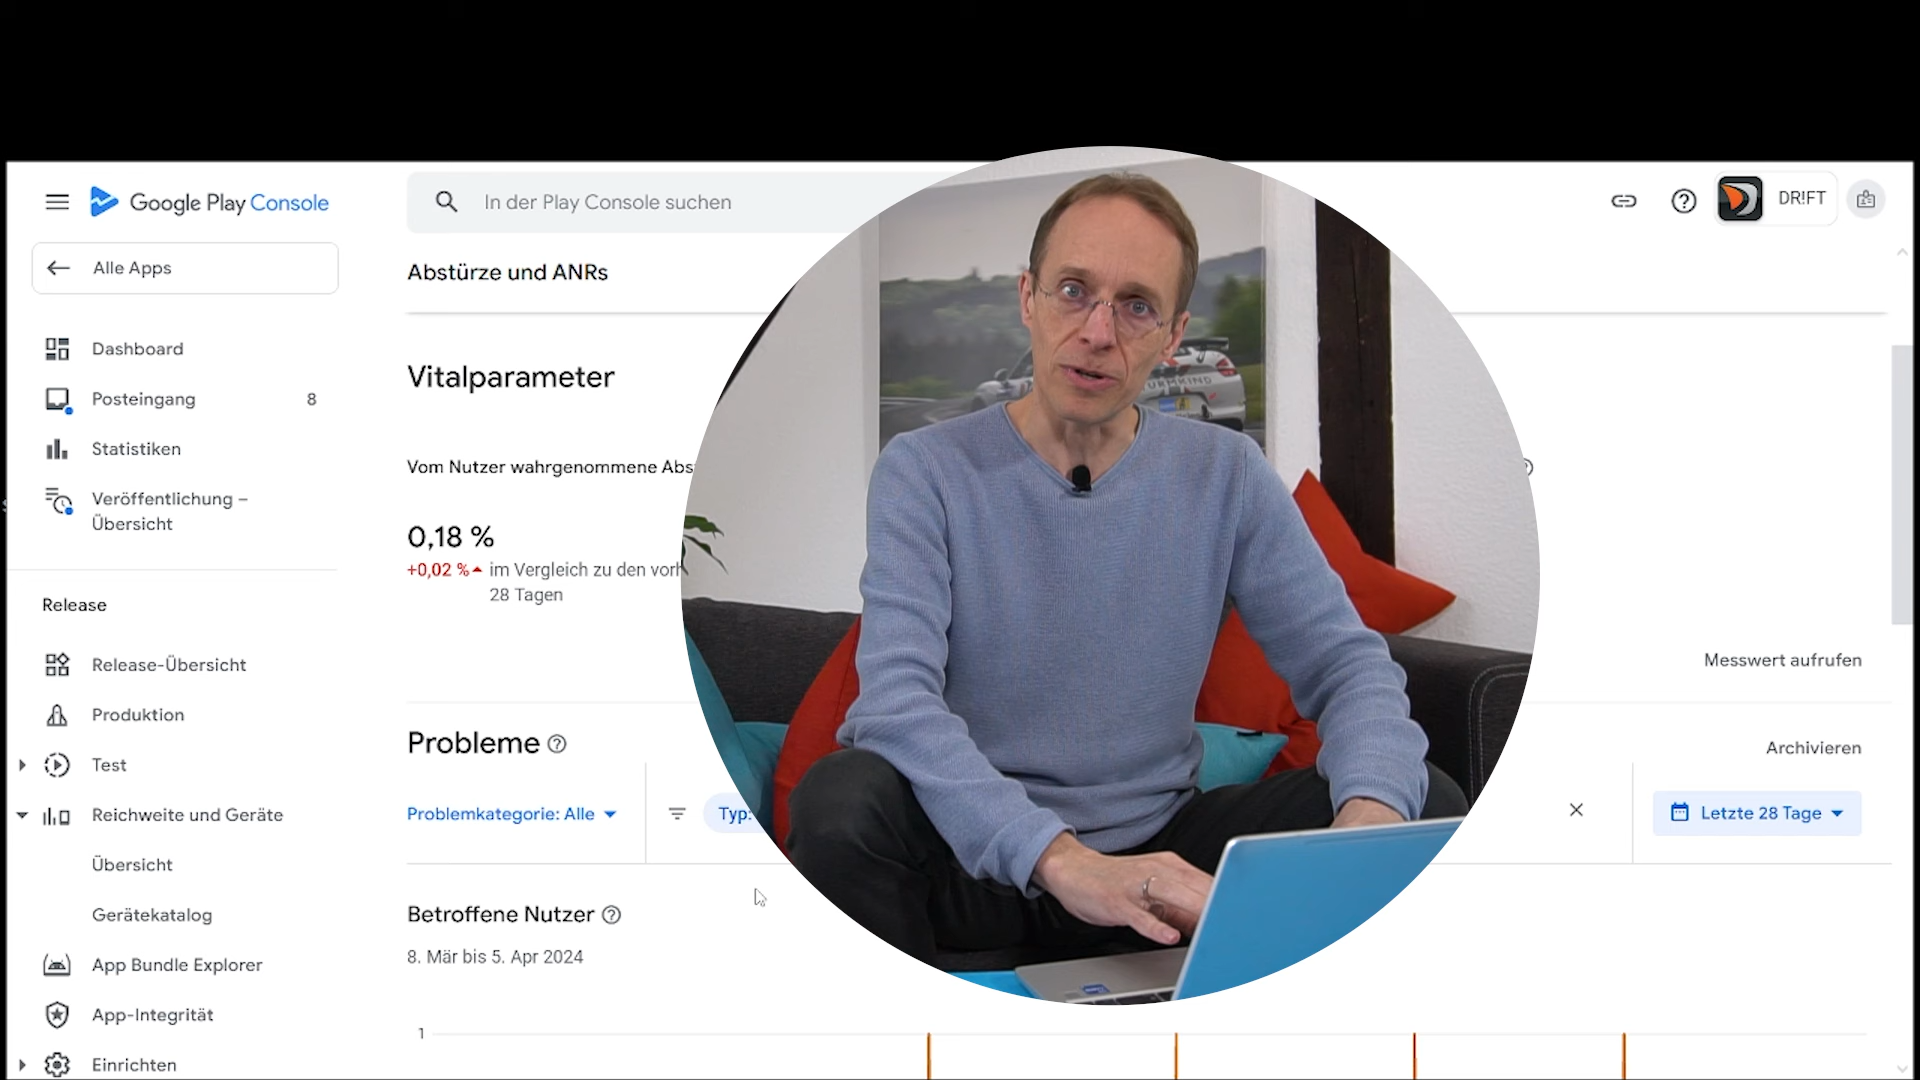 Google Play Console
In der Play Console suchen
DR!FT
Alle Apps
Abstürze und ANRs
Dashboard
Posteingang 8
Statistiken
Veröffentlichung –
Übersicht
Vitalparameter
Vom Nutzer wahrgenommene Abs
0,18 %
+0,02 % im Vergleich zu den vorh
28 Tagen
Release
Release-Übersicht
Produktion
Test
Reichweite und Geräte
Übersicht
Gerätekatalog
App Bundle Explorer
App-Integrität
Einrichten
Messwert aufrufen
Probleme
Archivieren
Problemkategorie: Alle
Typ:
Letzte 28 Tage
Betroffene Nutzer
8. Mär bis 5. Apr 2024
1